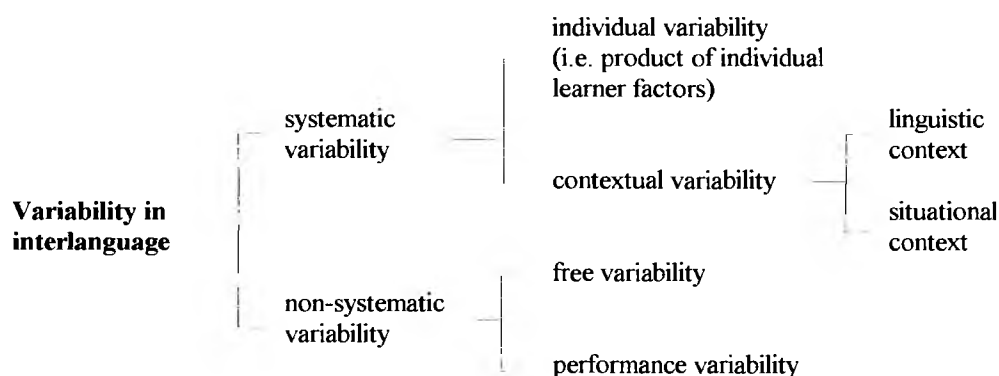 individual variability
(i.e. product of individual
learner factors)
systematic
variability
linguistic
context
contextual variability
situational
context
Variability in
interlanguage
free variability
non-systematic
variability
performance variability